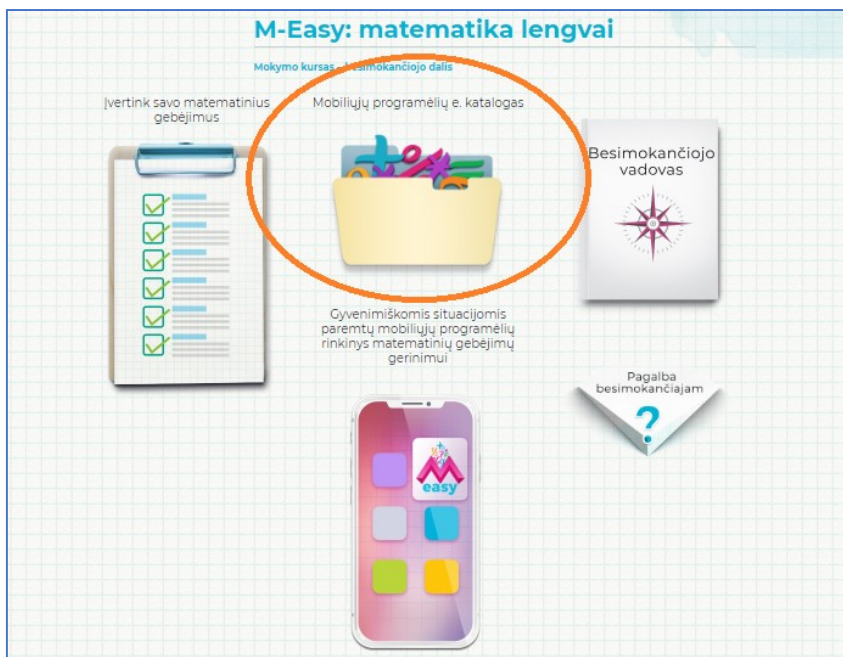 M-Easy: matematika lengvai
Mokymo kursas - besimokančiojo dalis
Įvertink savo matematinius
gebėjimus
Mobiliųjų programėlių e. katalogas
Besimokančiojo
vadovas
Gyvenimiškomis situacijomis
paremtų mobiliųjų programėlių
rinkinys matematinių gebėjimų
gerinimui
Pagalba
besimokančiajam
?
M
easy